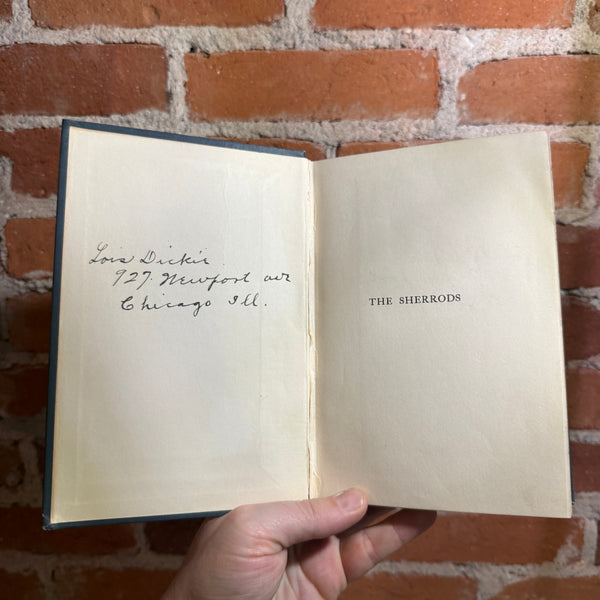 Lois Dickie
927. Newport ave
Chicago Ill.
THE SHERRODS